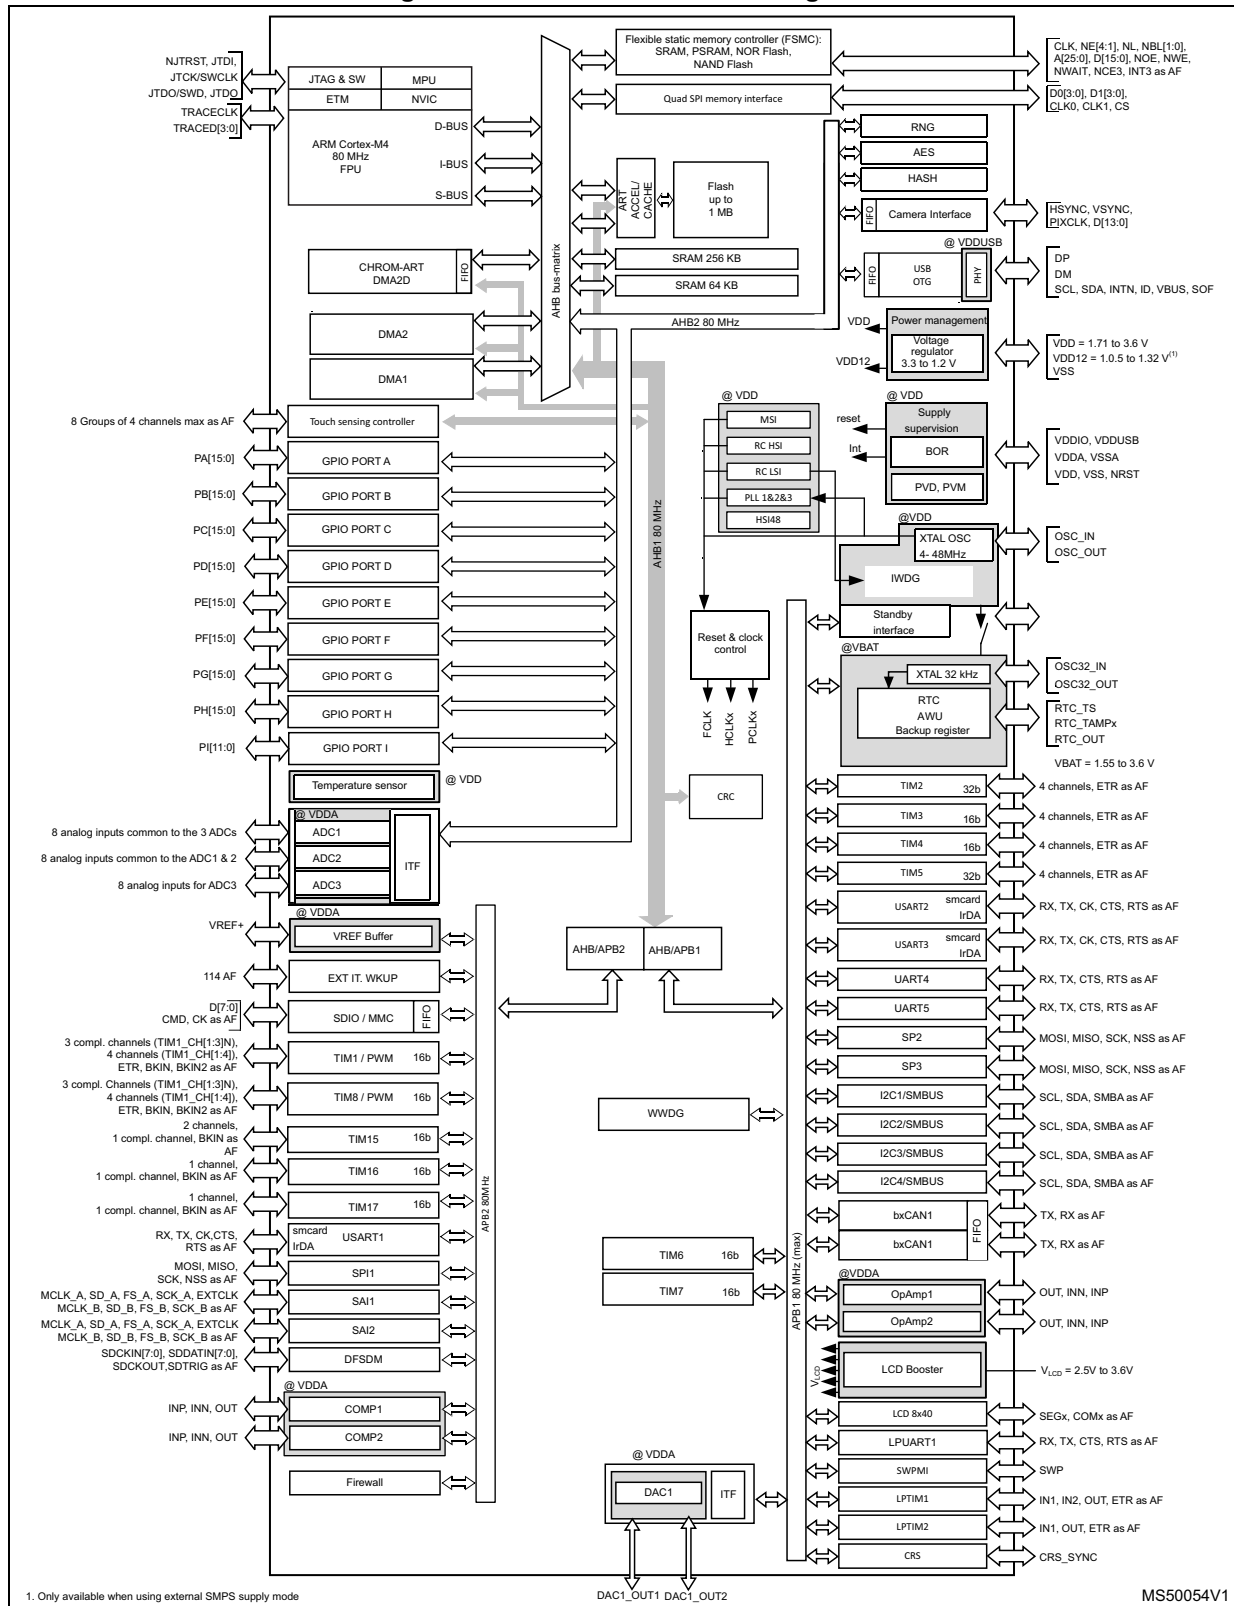 Flexible static memory controller (FSMC):
SRAM, PSRAM, NOR Flash,
NAND Flash
CLK, NE[4:1], NL, NBL[1:0],
A[25:0], D[15:0], NOE, NWE,
NWAIT, NCE3, INT3 as AF
NJTRST, JTDI,
JTCK/SWCLK
JTDO/SWD, JTDO
TRACECLK
TRACED[3:0]
JTAG & SW
MPU
ETM
NVIC
ARM Cortex-M4
80 MHz
FPU
D-BUS
I-BUS
S-BUS
Quad SPI memory interface
D0[3:0], D1[3:0],
CLK0, CLK1, CS
AHB bus-matrix
ART
ACCEL/
CACHE
Flash
up to
1 MB
RNG
AES
HASH
FIFO
Camera Interface
HSYNC, VSYNC,
PIXCLK, D[13:0]
@ VDDUSB
FIFO
USB
OTG
PHY
DP
DM
SCL, SDA, INTN, ID, VBUS, SOF
CHROM-ART
DMA2D
FIFO
SRAM 256 KB
SRAM 64 KB
AHB2 80 MHz
DMA2
DMA1
VDD
VDD12
Power management
Voltage
regulator
3.3 to 1.2 V
VDD = 1.71 to 3.6 V
VDD12 = 1.0.5 to 1.32 V(1)
VSS
8 Groups of 4 channels max as AF
Touch sensing controller
@ VDD
MSI
RC HSI
RC LSI
PLL 1&2&3
HSI48
reset
Int
@ VDD
Supply
supervision
BOR
PVD, PVM
VDDIO, VDDUSB
VDDA, VSSA
VDD, VSS, NRST
PA[15:0]
GPIO PORT A
PB[15:0]
GPIO PORT B
PC[15:0]
GPIO PORT C
PD[15:0]
GPIO PORT D
PE[15:0]
GPIO PORT E
PF[15:0]
GPIO PORT F
PG[15:0]
GPIO PORT G
PH[15:0]
GPIO PORT H
PI[11:0]
GPIO PORT I
AHB1 80 MHz
@VDD
XTAL OSC
4- 48MHz
IWDG
OSC_IN
OSC_OUT
Standby
interface
Reset & clock
control
FCLK
HCLKx
PCLKx
@VBAT
XTAL 32 kHz
RTC
AWU
Backup register
OSC32_IN
OSC32_OUT
RTC_TS
RTC_TAMPx
RTC_OUT
VBAT = 1.55 to 3.6 V
Temperature sensor
@ VDD
CRC
@ VDDA
ADC1
ADC2
ADC3
ITF
8 analog inputs common to the 3 ADCs
8 analog inputs common to the ADC1 & 2
8 analog inputs for ADC3
VREF+
@ VDDA
VREF Buffer
AHB/APB2
AHB/APB1
114 AF
EXT IT. WKUP
D[7:0]
CMD, CK as AF
SDIO / MMC
FIFO
3 compl. channels (TIM1_CH[1:3]N),
4 channels (TIM1_CH[1:4]),
ETR, BKIN, BKIN2 as AF
TIM1 / PWM
16b
3 compl. Channels (TIM1_CH[1:3]N),
4 channels (TIM1_CH[1:4]),
ETR, BKIN, BKIN2 as AF
TIM8 / PWM
16b
2 channels,
1 compl. channel, BKIN as
AF
TIM15
16b
1 channel,
1 compl. channel, BKIN as AF
TIM16
16b
1 channel,
1 compl. channel, BKIN as AF
TIM17
16b
RX, TX, CK,CTS,
RTS as AF
smcard
IrDA
USART1
MOSI, MISO,
SCK, NSS as AF
SPI1
MCLK_A, SD_A, FS_A, SCK_A, EXTCLK
MCLK_B, SD_B, FS_B, SCK_B as AF
SAI1
MCLK_A, SD_A, FS_A, SCK_A, EXTCLK
MCLK_B, SD_B, FS_B, SCK_B as AF
SAI2
SDCKIN[7:0], SDDATIN[7:0],
SDCKOUT,SDTRIG as AF
DFSDM
@ VDDA
INP, INN, OUT
COMP1
INP, INN, OUT
COMP2
Firewall
APB2 80MHz
WWDG
TIM6
16b
TIM7
16b
@ VDDA
DAC1
ITF
DAC1_OUT1
DAC1_OUT2
APB1 80 MHz (max)
TIM2
32b
4 channels, ETR as AF
TIM3
16b
4 channels, ETR as AF
TIM4
16b
4 channels, ETR as AF
TIM5
32b
4 channels, ETR as AF
USART2
smcard
IrDA
RX, TX, CK, CTS, RTS as AF
USART3
smcard
IrDA
RX, TX, CK, CTS, RTS as AF
UART4
RX, TX, CTS, RTS as AF
UART5
RX, TX, CTS, RTS as AF
SP2
MOSI, MISO, SCK, NSS as AF
SP3
MOSI, MISO, SCK, NSS as AF
I2C1/SMBUS
SCL, SDA, SMBA as AF
I2C2/SMBUS
SCL, SDA, SMBA as AF
I2C3/SMBUS
SCL, SDA, SMBA as AF
I2C4/SMBUS
SCL, SDA, SMBA as AF
bxCAN1
TX, RX as AF
bxCAN1
FIFO
TX, RX as AF
@VDDA
OpAmp1
OUT, INN, INP
OpAmp2
OUT, INN, INP
VLCD
LCD Booster
VLCD = 2.5V to 3.6V
LCD 8x40
SEGx, COMx as AF
LPUART1
RX, TX, CTS, RTS as AF
SWPMI
SWP
LPTIM1
IN1, IN2, OUT, ETR as AF
LPTIM2
IN1, OUT, ETR as AF
CRS
CRS_SYNC
1. Only available when using external SMPS supply mode
MS50054V1